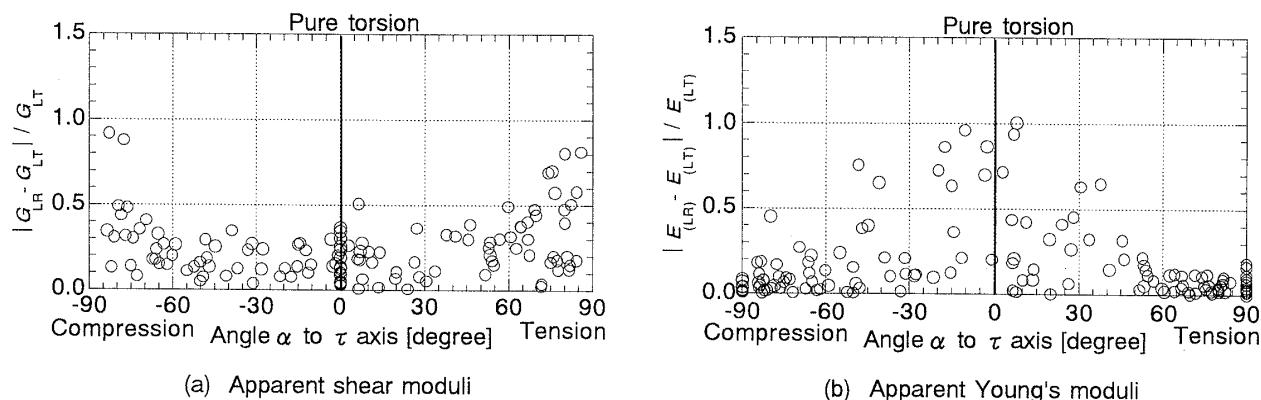 Pure torsion
1.5
1.0
0.5
0.0
|G_LR - G_LT| / G_LT
-90 -60 -30 0 30 60 90
Compression Angle α to τ axis [degree] Tension
(a) Apparent shear moduli
Pure torsion
1.5
1.0
0.5
0.0
|E_(LR) - E_(LT)| / E_(LT)
-90 -60 -30 0 30 60 90
Compression Angle α to τ axis [degree] Tension
(b) Apparent Young's moduli